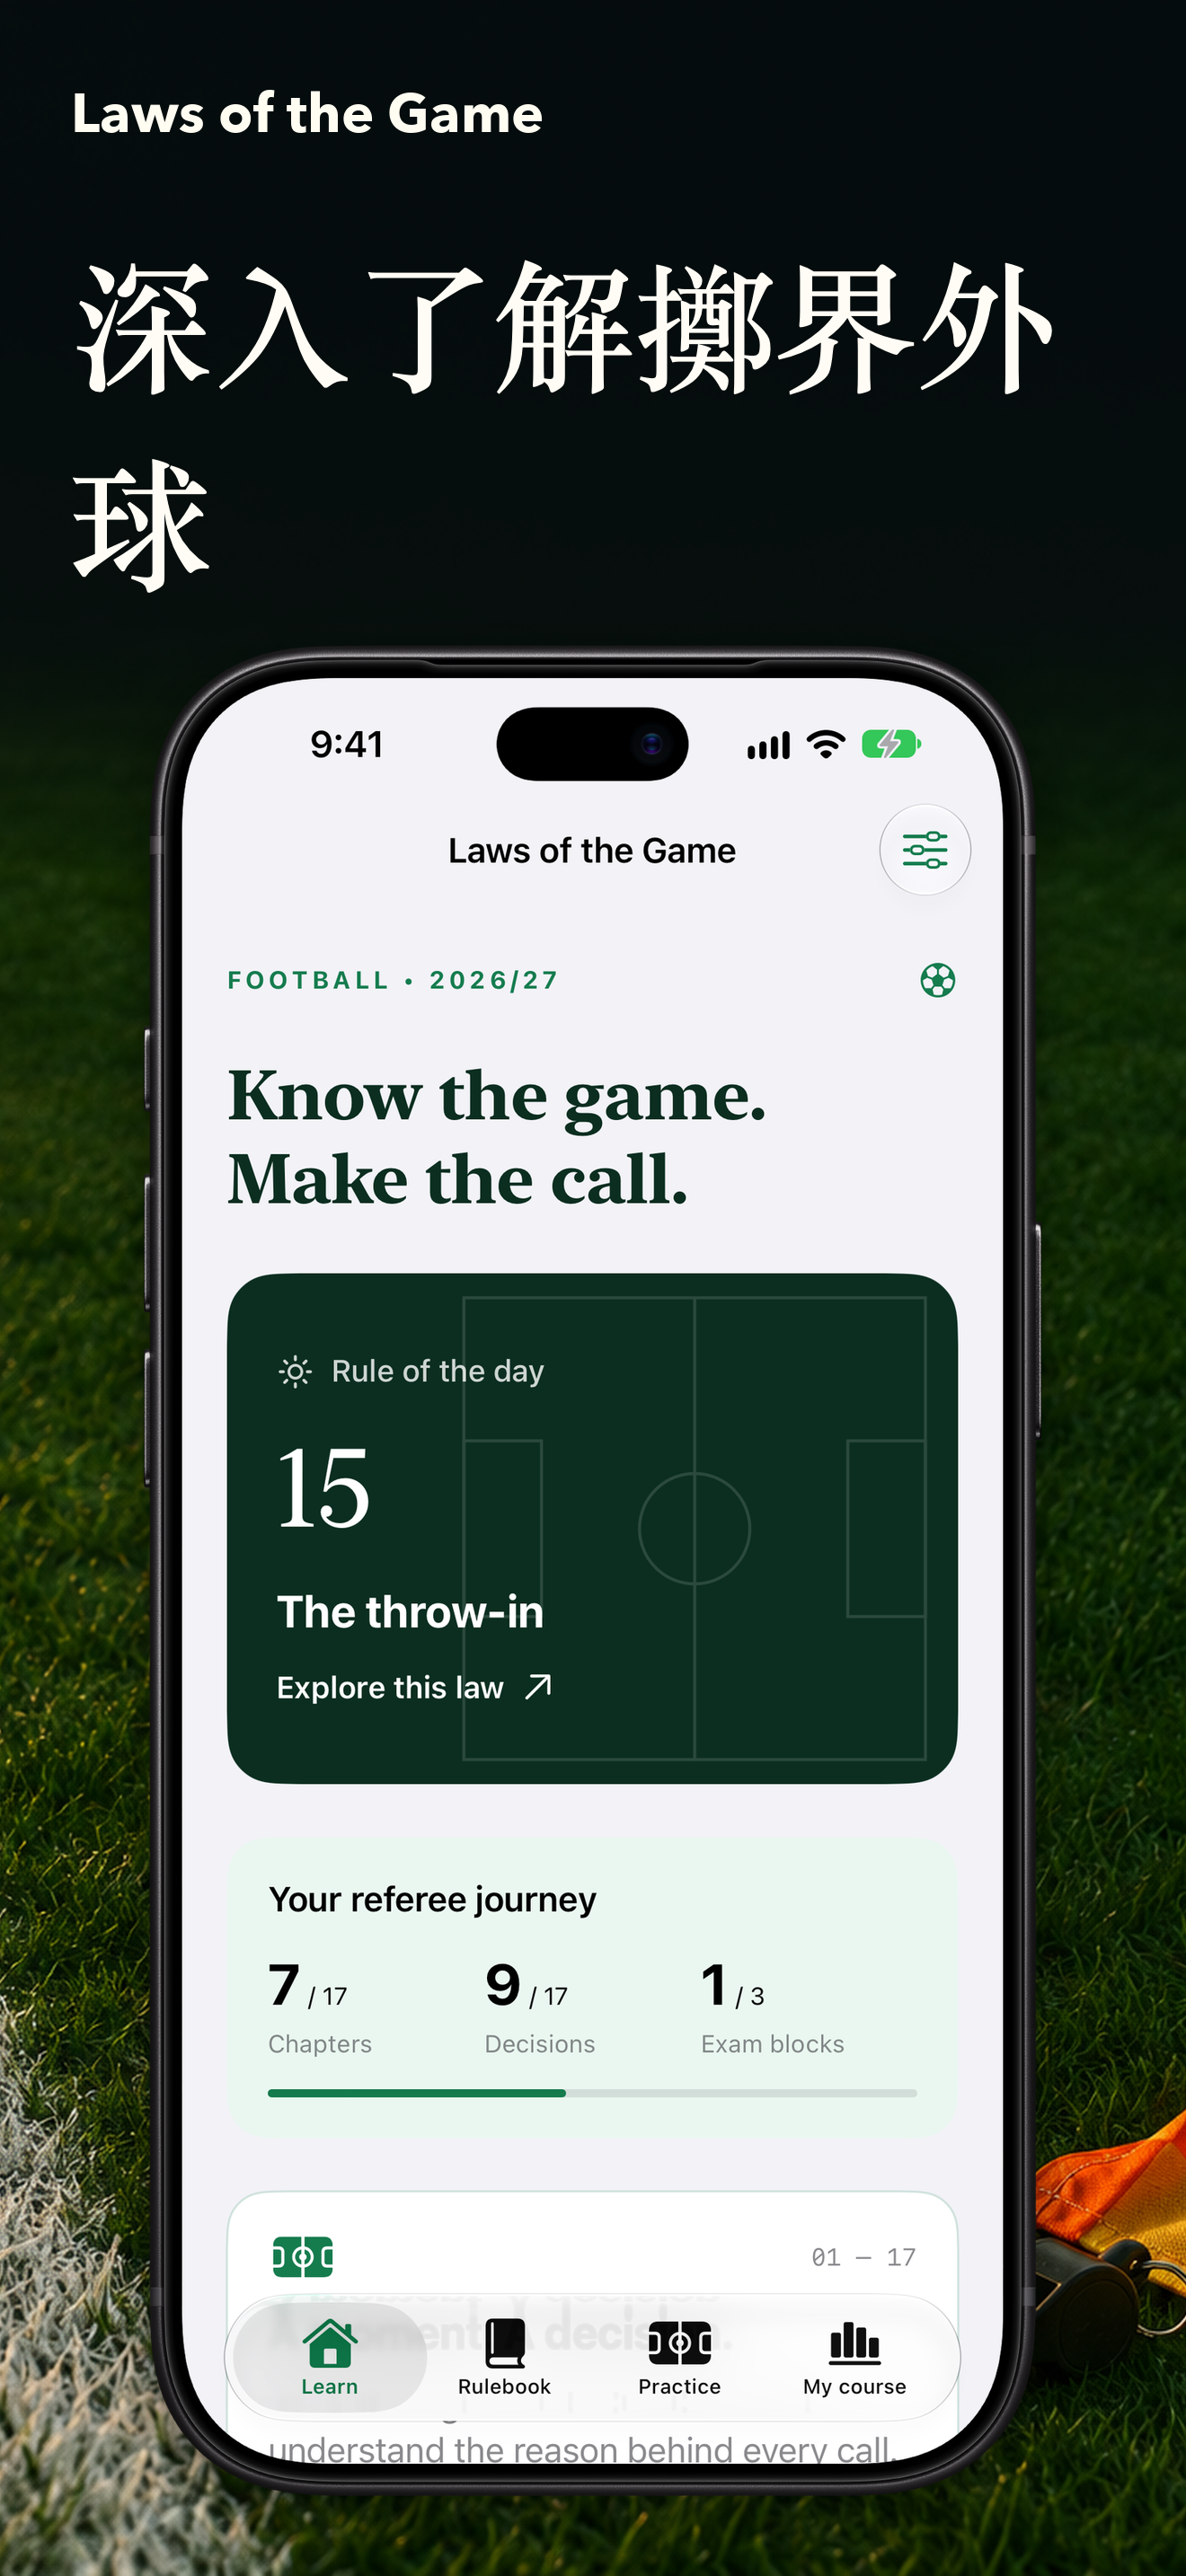 Laws of the Game
深入了解擲界外
球
9:41
Laws of the Game
FOOTBALL • 2026/27
Know the game.
Make the call.
Rule of the day
15
The throw-in
Explore this law
Your referee journey
7 / 17
9 / 17
1 / 3
Chapters
Decisions
Exam blocks
01 — 17
Learn
Rulebook
Practice
My course
understand the reason behind every call.